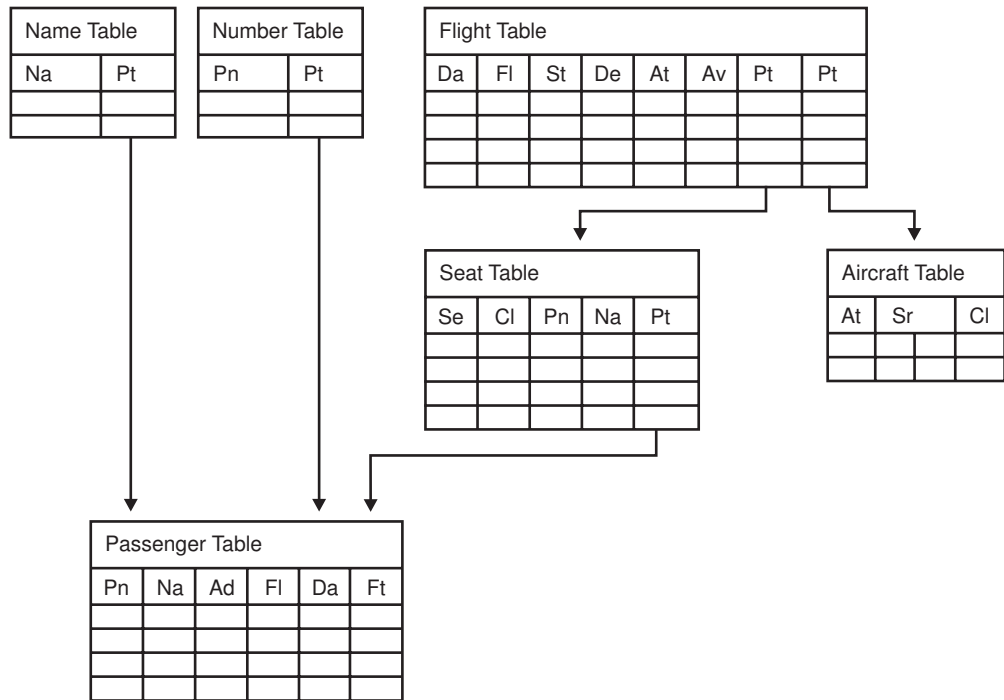 Name Table
Na Pt
Number Table
Pn Pt
Flight Table
Da Fl St De At Av Pt Pt
Seat Table
Se Cl Pn Na Pt
Aircraft Table
At Sr Cl
Passenger Table
Pn Na Ad Fl Da Ft